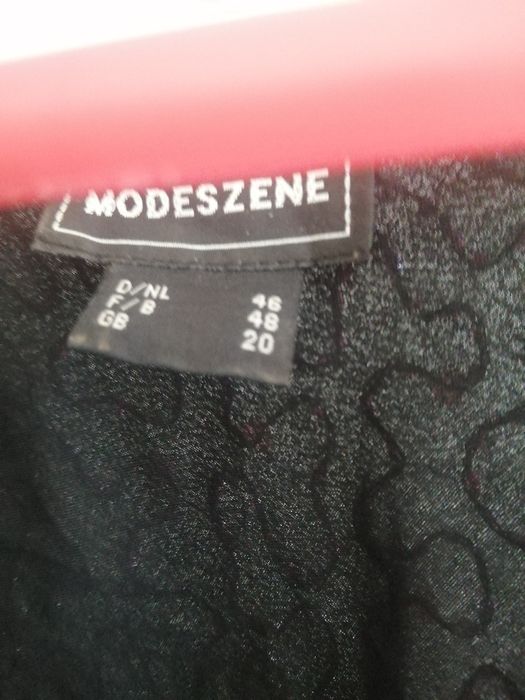 MODESZENE
D/NL 46
F/B 48
GB 20